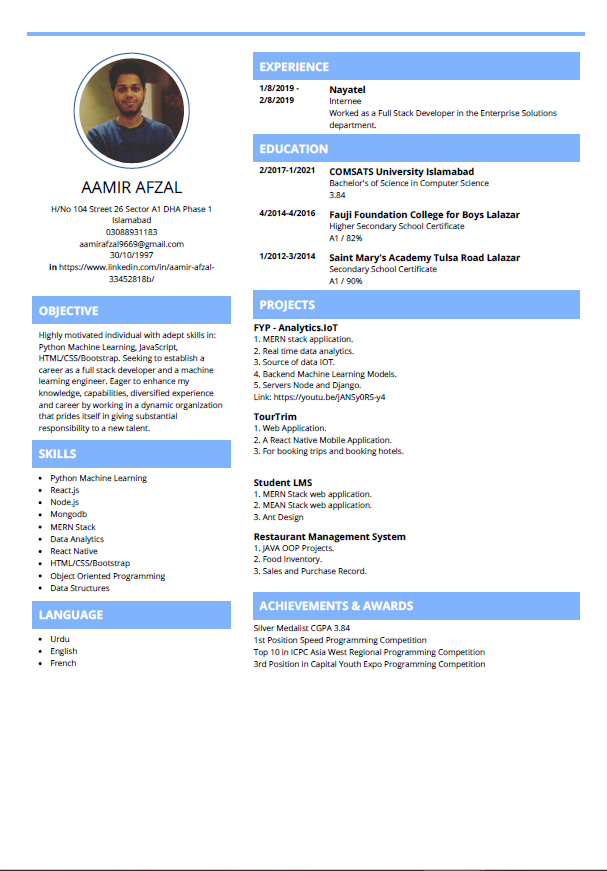 AAMIR AFZAL
H/No 104 Street 26 Sector A1 DHA Phase 1
Islamabad
03088931183
aamirafzal9669@gmail.com
30/10/1997
in https://www.linkedin.com/in/aamir-afzal-
33452818b/
OBJECTIVE
Highly motivated individual with adept skills in:
Python Machine Learning, JavaScript,
HTML/CSS/Bootstrap. Seeking to establish a
career as a full stack developer and a machine
learning engineer. Eager to enhance my
knowledge, capabilities, diversified experience
and career by working in a dynamic organization
that prides itself in giving substantial
responsibility to a new talent.
SKILLS
• Python Machine Learning
• React.js
• Node.js
• Mongodb
• MERN Stack
• Data Analytics
• React Native
• HTML/CSS/Bootstrap
• Object Oriented Programming
• Data Structures
LANGUAGE
• Urdu
• English
• French
EXPERIENCE
1/8/2019 - Nayatel
2/8/2019 Internee
Worked as a Full Stack Developer in the Enterprise Solutions
department.
EDUCATION
2/2017-1/2021 COMSATS University Islamabad
Bachelor's of Science in Computer Science
3.84
4/2014-4/2016 Fauji Foundation College for Boys Lalazar
Higher Secondary School Certificate
A1 / 82%
1/2012-3/2014 Saint Mary's Academy Tulsa Road Lalazar
Secondary School Certificate
A1 / 90%
PROJECTS
FYP - Analytics.IoT
1. MERN stack application.
2. Real time data analytics.
3. Source of data IOT.
4. Backend Machine Learning Models.
5. Servers Node and Django.
Link: https://youtu.be/jANSy0RS-y4
TourTrim
1. Web Application.
2. A React Native Mobile Application.
3. For booking trips and booking hotels.
Student LMS
1. MERN Stack web application.
2. MEAN Stack web application.
3. Ant Design
Restaurant Management System
1. JAVA OOP Projects.
2. Food Inventory.
3. Sales and Purchase Record.
ACHIEVEMENTS & AWARDS
Silver Medalist CGPA 3.84
1st Position Speed Programming Competition
Top 10 in ICPC Asia West Regional Programming Competition
3rd Position in Capital Youth Expo Programming Competition